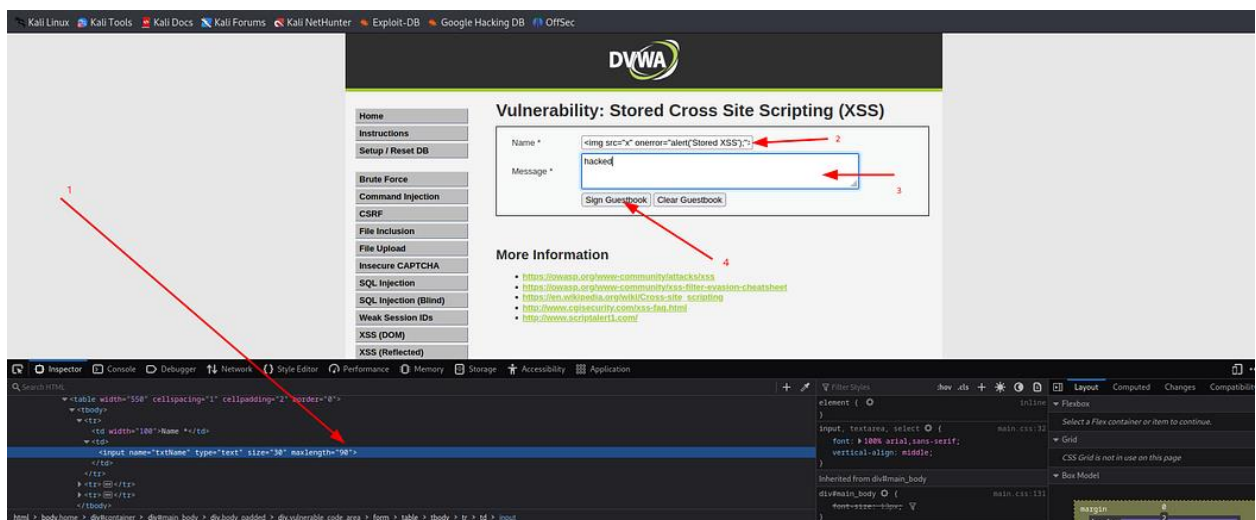 Kali Linux Kali Tools Kali Docs Kali Forums Kali NetHunter Exploit-DB Google Hacking DB OffSec
DVWA
Vulnerability: Stored Cross Site Scripting (XSS)
Home
Instructions
Setup / Reset DB
Brute Force
Command Injection
CSRF
File Inclusion
File Upload
Insecure CAPTCHA
SQL Injection
SQL Injection (Blind)
Weak Session IDs
XSS (DOM)
XSS (Reflected)
Name *
<img src="x" onerror="alert('Stored XSS');">
Message *
hacked
Sign Guestbook Clear Guestbook
1
2
3
4
More Information
https://owasp.org/www-community/attacks/xss
https://owasp.org/www-community/xss-filter-evasion-cheatsheet
https://en.wikipedia.org/wiki/Cross-site_scripting
http://www.cgisecurity.com/xss-faq.html
http://www.scriptalert1.com/
Inspector Console Debugger Network Style Editor Performance Memory Storage Accessibility Application
Search HTML
<table width="550" cellspacing="1" cellpadding="2" border="0">
<tbody>
<tr>
<td width="100">Name *</td>
<td>
<input name="txtName" type="text" size="30" maxlength="90">
</td>
</tr>
<tr></tr>
<tr></tr>
</tbody>
html > body.home > div#container > div#main_body > div.body_padded > div.vulnerable_code_area > form > table > tbody > tr > td > input
Filter Styles :hov .cls
element { inline
}
input, textarea, select { main.css:32
font: 100% arial,sans-serif;
vertical-align: middle;
}
Inherited from div#main_body
div#main_body { main.css:131
font-size: 13px;
}
Layout Computed Changes Compatibility
Flexbox
Select a Flex container or item to continue.
Grid
CSS Grid is not in use on this page
Box Model
margin 0
2